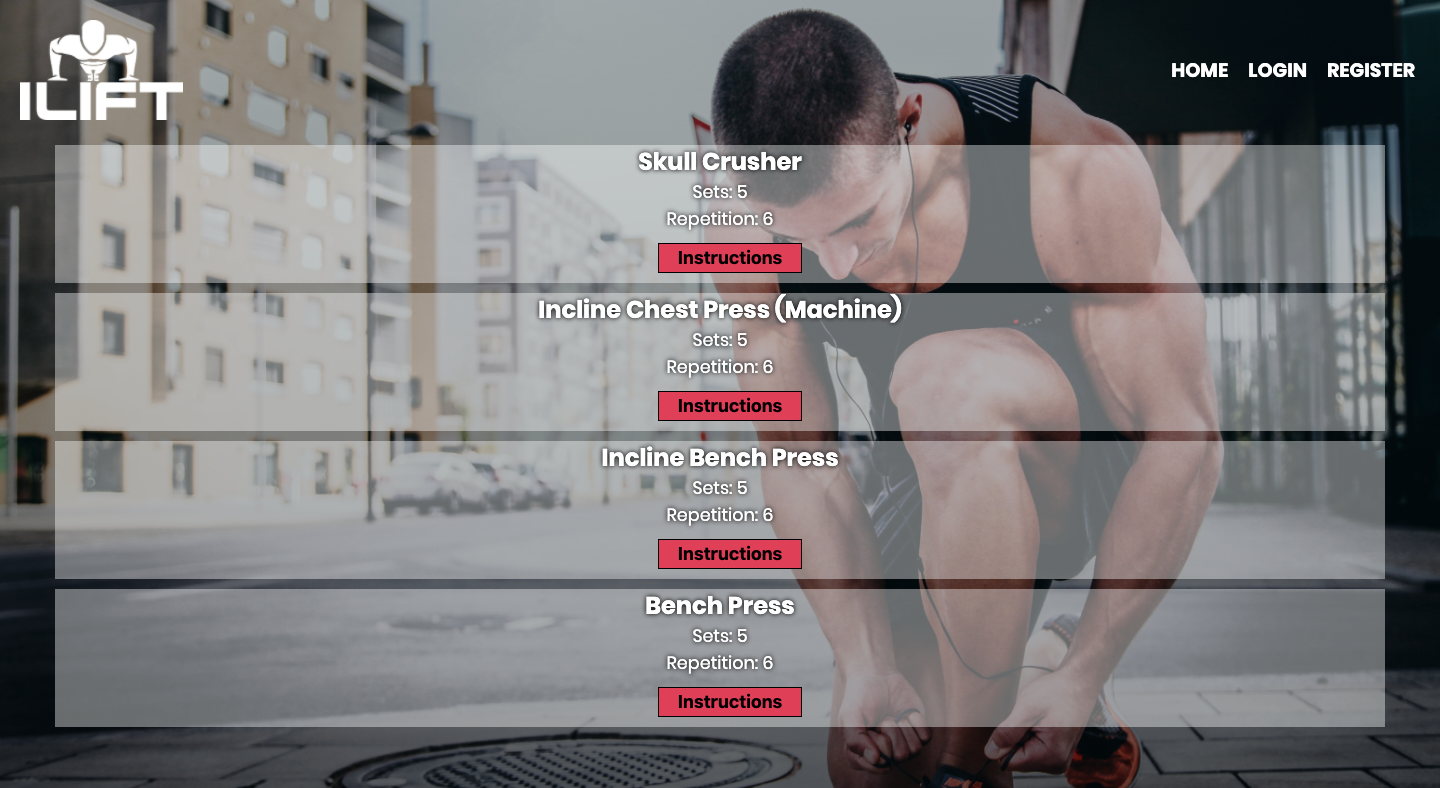 ILIFT
HOME LOGIN REGISTER
Skull Crusher
Sets: 5
Repetition: 6
Instructions
Incline Chest Press (Machine)
Sets: 5
Repetition: 6
Instructions
Incline Bench Press
Sets: 5
Repetition: 6
Instructions
Bench Press
Sets: 5
Repetition: 6
Instructions